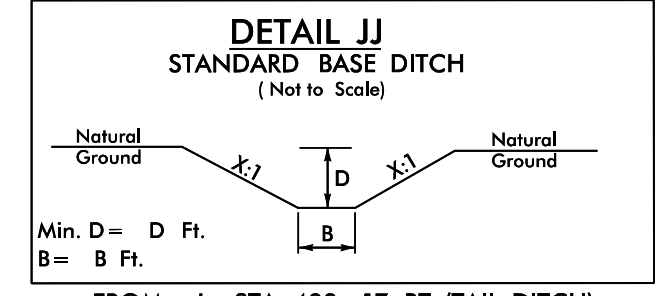 DETAIL JJ
STANDARD BASE DITCH
( Not to Scale)
Natural
Ground
Natural
Ground
X:1
X:1
D
B
Min. D= D Ft.
B= B Ft.